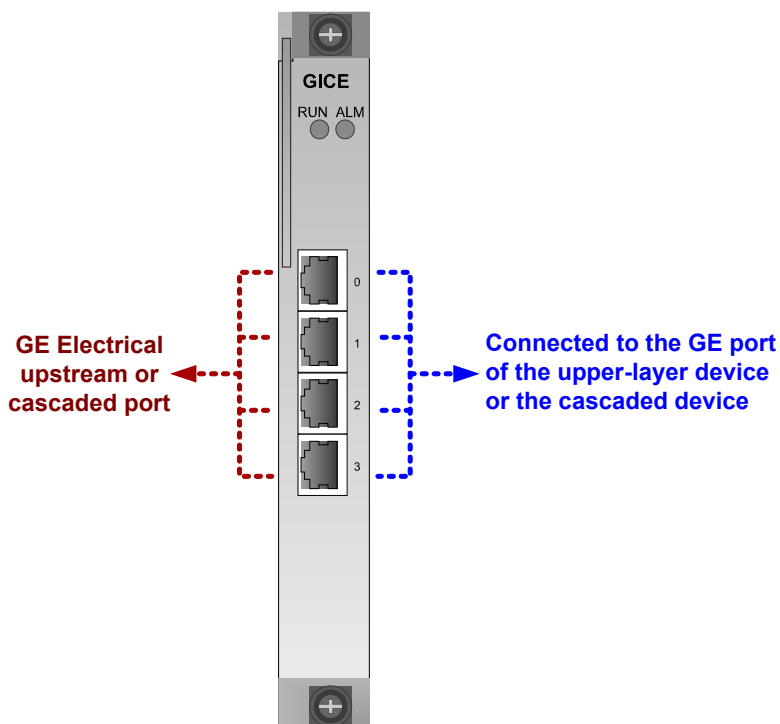 GICE
RUN ALM
0
1
2
3
GE Electrical
upstream or
cascaded port
Connected to the GE port
of the upper-layer device
or the cascaded device